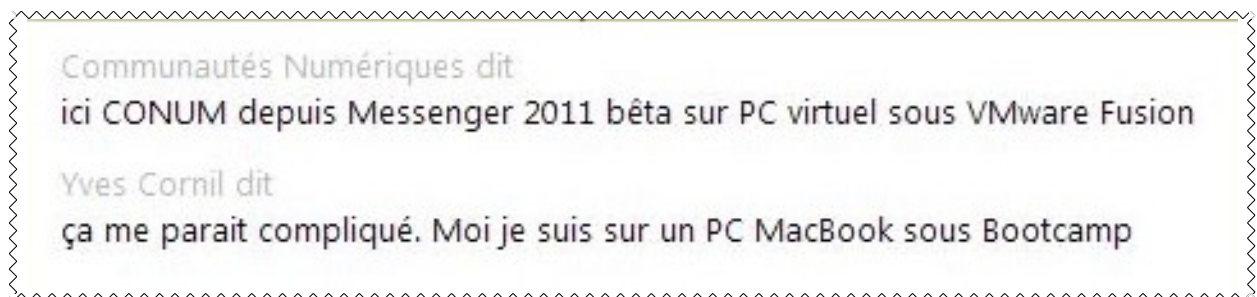 Communautés Numériques dit
ici CONUM depuis Messenger 2011 bêta sur PC virtuel sous VMware Fusion
Yves Cornil dit
ça me parait compliqué. Moi je suis sur un PC MacBook sous Bootcamp